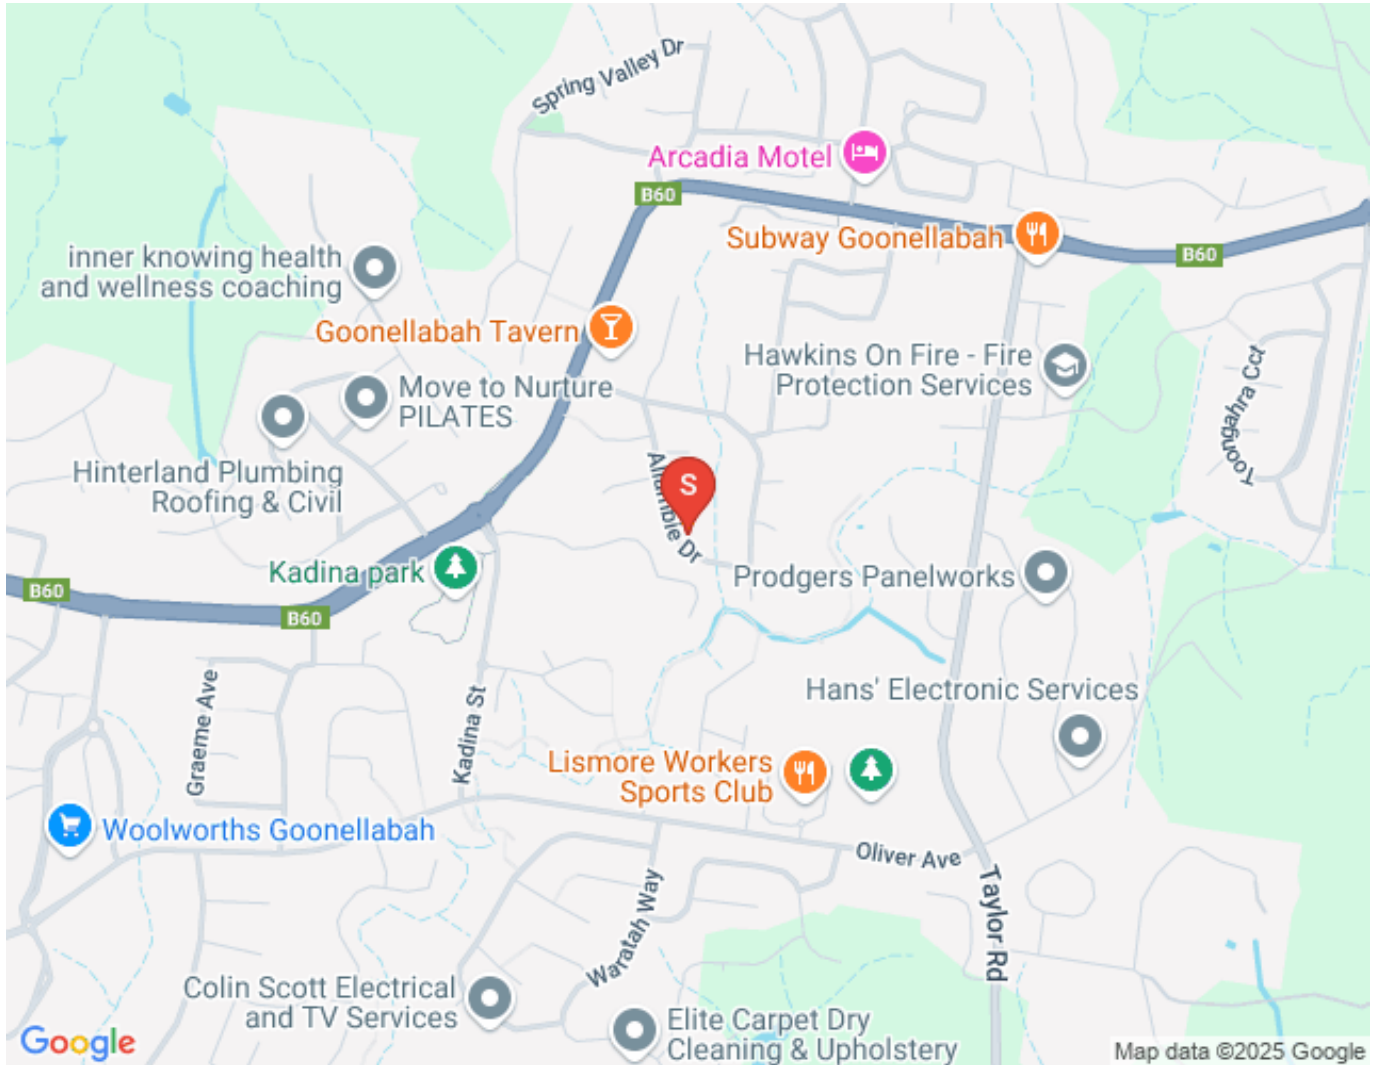 Spring Valley Dr
Arcadia Motel
B60
Subway Goonellabah
B60
inner knowing health
and wellness coaching
Goonellabah Tavern
Hawkins On Fire - Fire
Protection Services
Toongahra Cct
Move to Nurture
PILATES
Hinterland Plumbing
Roofing & Civil
S
Dr
Kadina park
Prodgers Panelworks
B60
B60
Graeme Ave
Kadina St
Hans' Electronic Services
Lismore Workers
Sports Club
Woolworths Goonellabah
Oliver Ave
Taylor Rd
Waratah Way
Colin Scott Electrical
and TV Services
Elite Carpet Dry
Cleaning & Upholstery
Google
Map data ©2025 Google